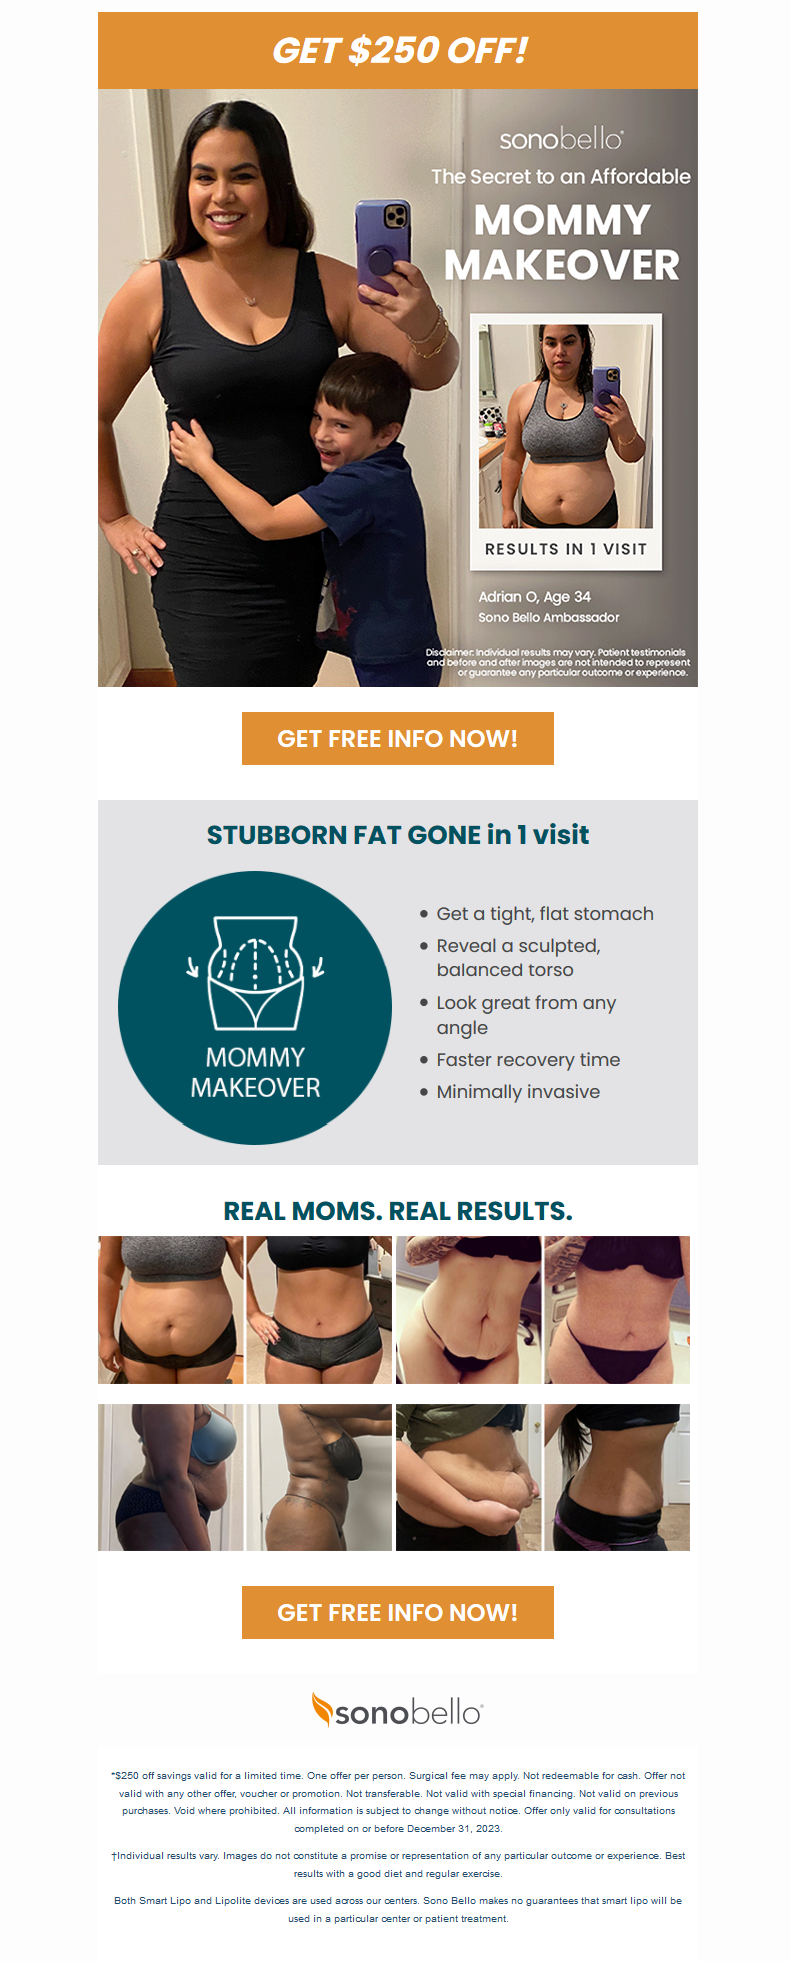 GET $250 OFF!
sonobello®
The Secret to an Affordable
MOMMY
MAKEOVER
RESULTS IN 1 VISIT
Adrian O, Age 34
Sono Bello Ambassador
Disclaimer: Individual results may vary. Patient testimonials
and before and after images are not intended to represent
or guarantee any particular outcome or experience.
GET FREE INFO NOW!
STUBBORN FAT GONE in 1 visit
MOMMY
MAKEOVER
• Get a tight, flat stomach
• Reveal a sculpted,
balanced torso
• Look great from any
angle
• Faster recovery time
• Minimally invasive
REAL MOMS. REAL RESULTS.
GET FREE INFO NOW!
sonobello®
*$250 off savings valid for a limited time. One offer per person. Surgical fee may apply. Not redeemable for cash. Offer not
valid with any other offer, voucher or promotion. Not transferable. Not valid with special financing. Not valid on previous
purchases. Void where prohibited. All information is subject to change without notice. Offer only valid for consultations
completed on or before December 31, 2023.
†Individual results vary. Images do not constitute a promise or representation of any particular outcome or experience. Best
results with a good diet and regular exercise.
Both Smart Lipo and Lipolite devices are used across our centers. Sono Bello makes no guarantees that smart lipo will be
used in a particular center or patient treatment.